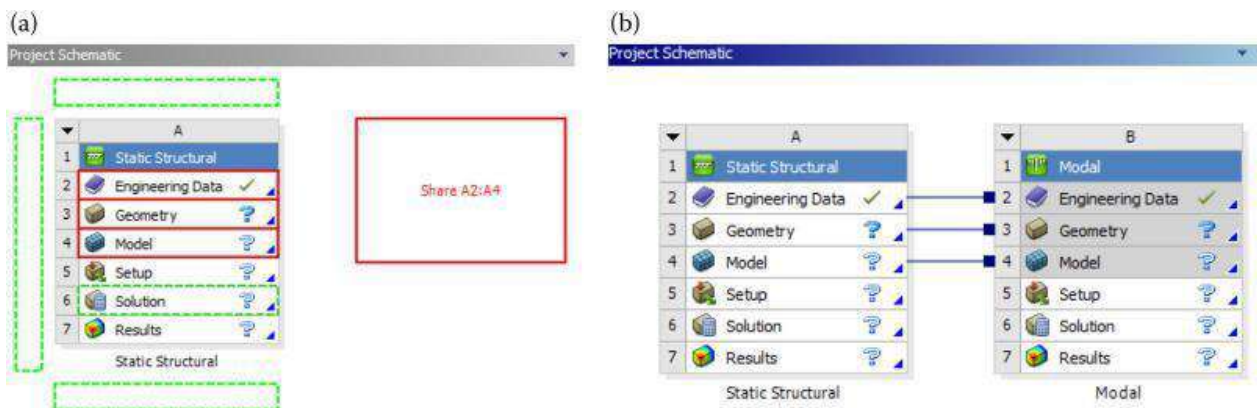 (a)
Project Schematic
A
1 Static Structural
2 Engineering Data
3 Geometry
4 Model
5 Setup
6 Solution
7 Results
Static Structural
Share A2:A4
(b)
Project Schematic
A
1 Static Structural
2 Engineering Data
3 Geometry
4 Model
5 Setup
6 Solution
7 Results
Static Structural
B
1 Modal
2 Engineering Data
3 Geometry
4 Model
5 Setup
6 Solution
7 Results
Modal